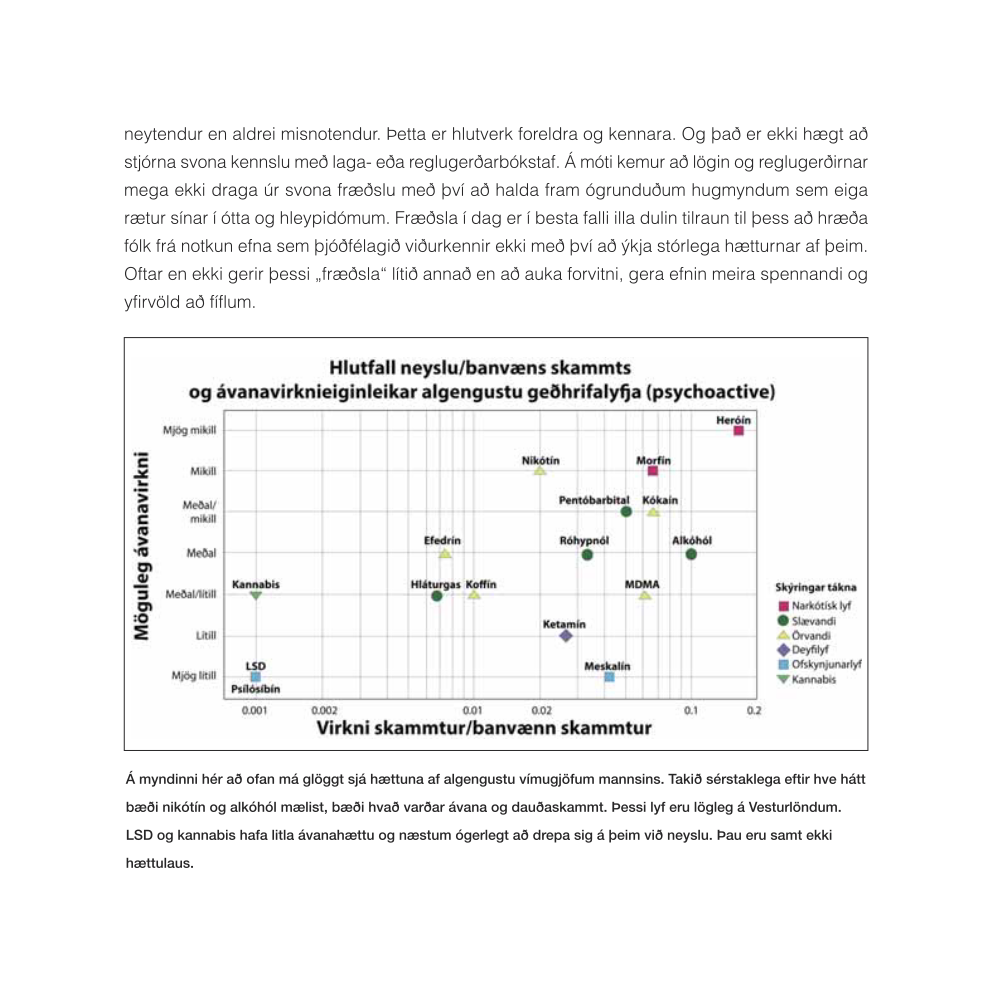 neytendur en aldrei misnotendur. Þetta er hlutverk foreldra og kennara. Og það er ekki hægt að
stjórna svona kennslu með laga- eða reglugerðarbókstaf. Á móti kemur að lögin og reglugerðirnar
mega ekki draga úr svona fræðslu með því að halda fram ógrunduðum hugmyndum sem eiga
rætur sínar í ótta og hleypidómum. Fræðsla í dag er í besta falli illa dulin tilraun til þess að hræða
fólk frá notkun efna sem þjóðfélagið viðurkennir ekki með því að ýkja stórlega hætturnar af þeim.
Oftar en ekki gerir þessi „fræðsla“ lítið annað en að auka forvitni, gera efnin meira spennandi og
yfirvöld að fíflum.
Hlutfall neyslu/banvæns skammts
og ávanavirknieiginleikar algengustu geðhrifalyfja (psychoactive)
Möguleg ávanavirkni
Mjög mikill
Mikill
Meðal/
mikill
Meðal
Meðal/lítill
Lítill
Mjög lítill
Heróín
Nikótín
Morfín
Pentóbarbital
Kókaín
Efedrín
Róhypnól
Alkóhól
Kannabis
Hláturgas
Koffín
MDMA
Ketamín
LSD
Psílósíbín
Meskalín
0.001
0.002
0.01
0.02
0.1
0.2
Virkni skammtur/banvænn skammtur
Skýringar tákna
Narkótisk lyf
Slævandi
Örvandi
Deyfilyf
Ofskynjunarlyf
Kannabis
Á myndinni hér að ofan má glöggt sjá hættuna af algengustu vímugjöfum mannsins. Takið sérstaklega eftir hve hátt
bæði nikótín og alkóhól mælist, bæði hvað varðar ávana og dauðaskammt. Þessi lyf eru lögleg á Vesturlöndum.
LSD og kannabis hafa litla ávanahættu og næstum ógerlegt að drepa sig á þeim við neyslu. Þau eru samt ekki
hættulaus.